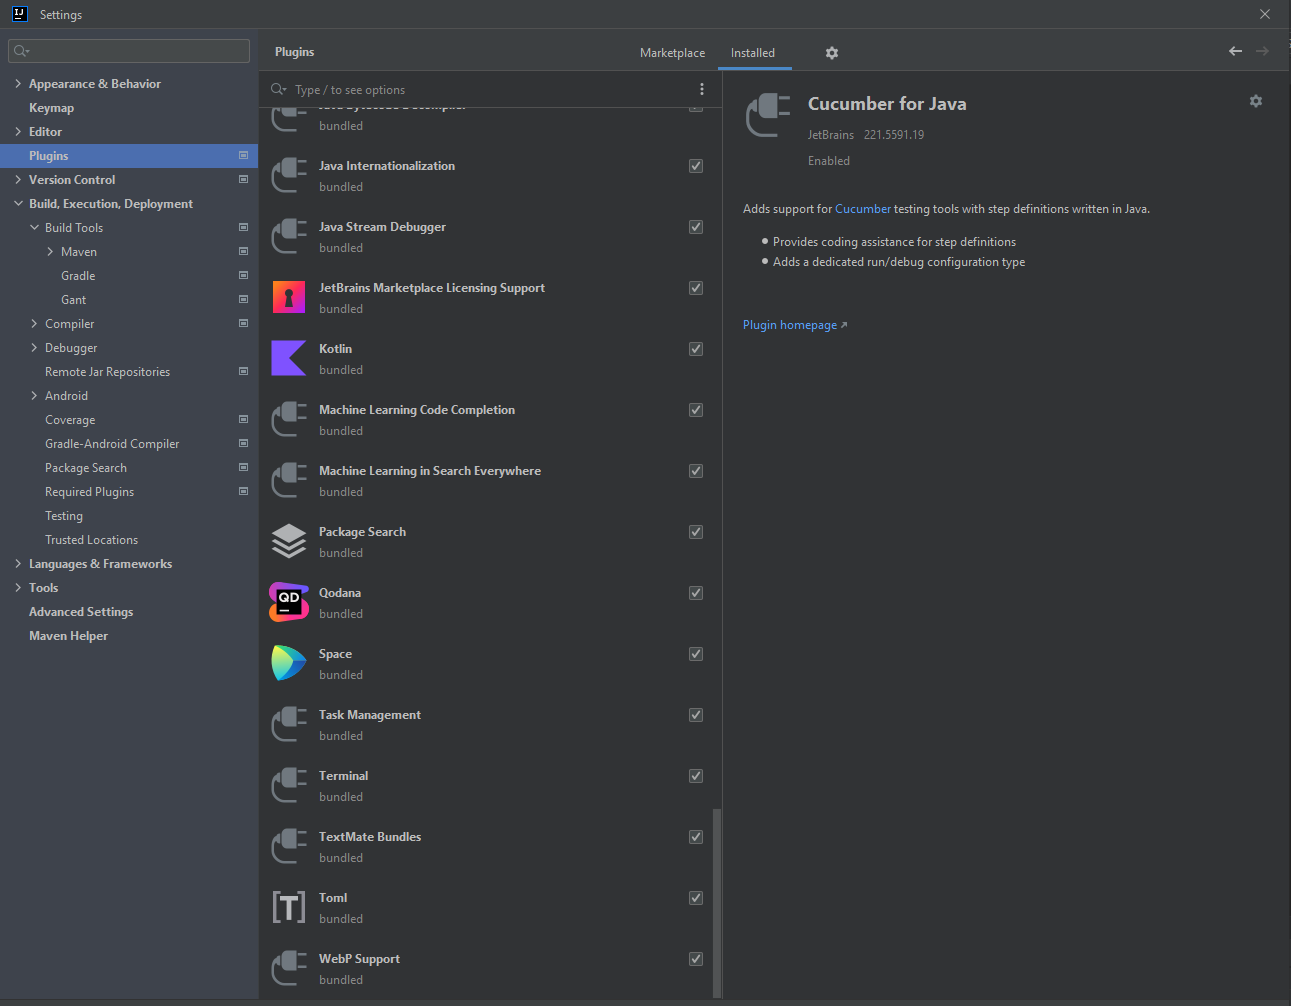 IJ
Settings
Appearance & Behavior
Keymap
Editor
Plugins
Version Control
Build, Execution, Deployment
Build Tools
Maven
Gradle
Gant
Compiler
Debugger
Remote Jar Repositories
Android
Coverage
Gradle-Android Compiler
Package Search
Required Plugins
Testing
Trusted Locations
Languages & Frameworks
Tools
Advanced Settings
Maven Helper
Plugins
Marketplace
Installed
Type / to see options
Java Bytecode Decompiler
bundled
Java Internationalization
bundled
Java Stream Debugger
bundled
JetBrains Marketplace Licensing Support
bundled
Kotlin
bundled
Machine Learning Code Completion
bundled
Machine Learning in Search Everywhere
bundled
Package Search
bundled
QD
Qodana
bundled
Space
bundled
Task Management
bundled
Terminal
bundled
TextMate Bundles
bundled
[T]
Toml
bundled
WebP Support
bundled
Cucumber for Java
JetBrains 221.5591.19
Enabled
Adds support for Cucumber testing tools with step definitions written in Java.
• Provides coding assistance for step definitions
• Adds a dedicated run/debug configuration type
Plugin homepage ↗